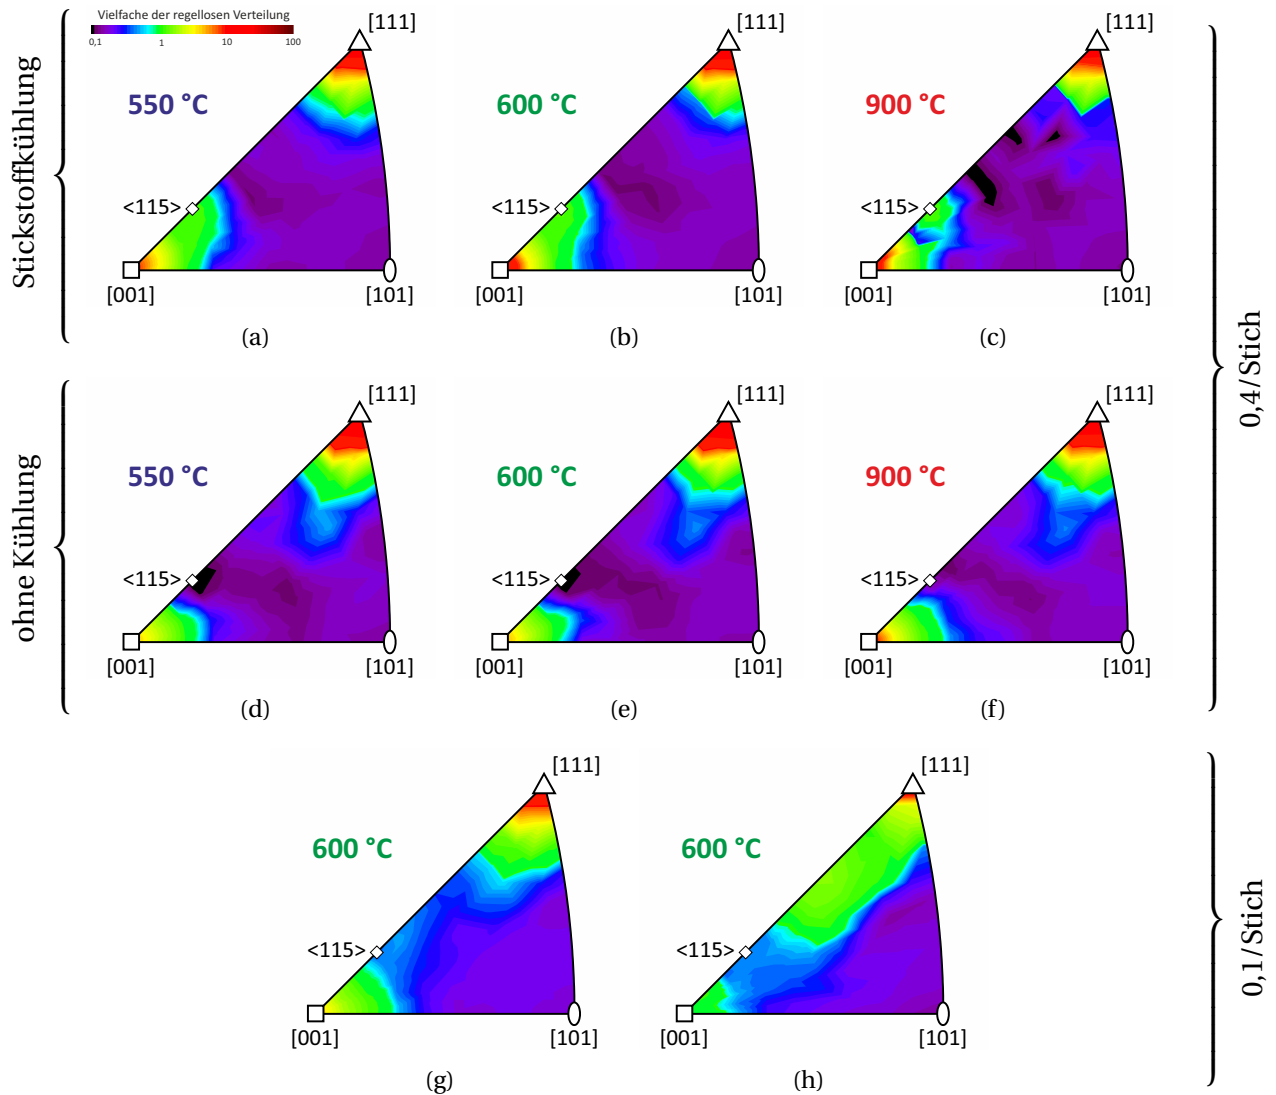 Vielfache der regellosen Verteilung
0,1 1 10 100
Stickstoffkühlung
[111] [111] [111]
550 °C 600 °C 900 °C
<115> <115> <115>
[001] [101] [001] [101] [001] [101]
(a) (b) (c)
0,4/Stich
ohne Kühlung
[111] [111] [111]
550 °C 600 °C 900 °C
<115> <115> <115>
[001] [101] [001] [101] [001] [101]
(d) (e) (f)
[111] [111]
600 °C 600 °C
<115> <115>
[001] [101] [001] [101]
(g) (h)
0,1/Stich